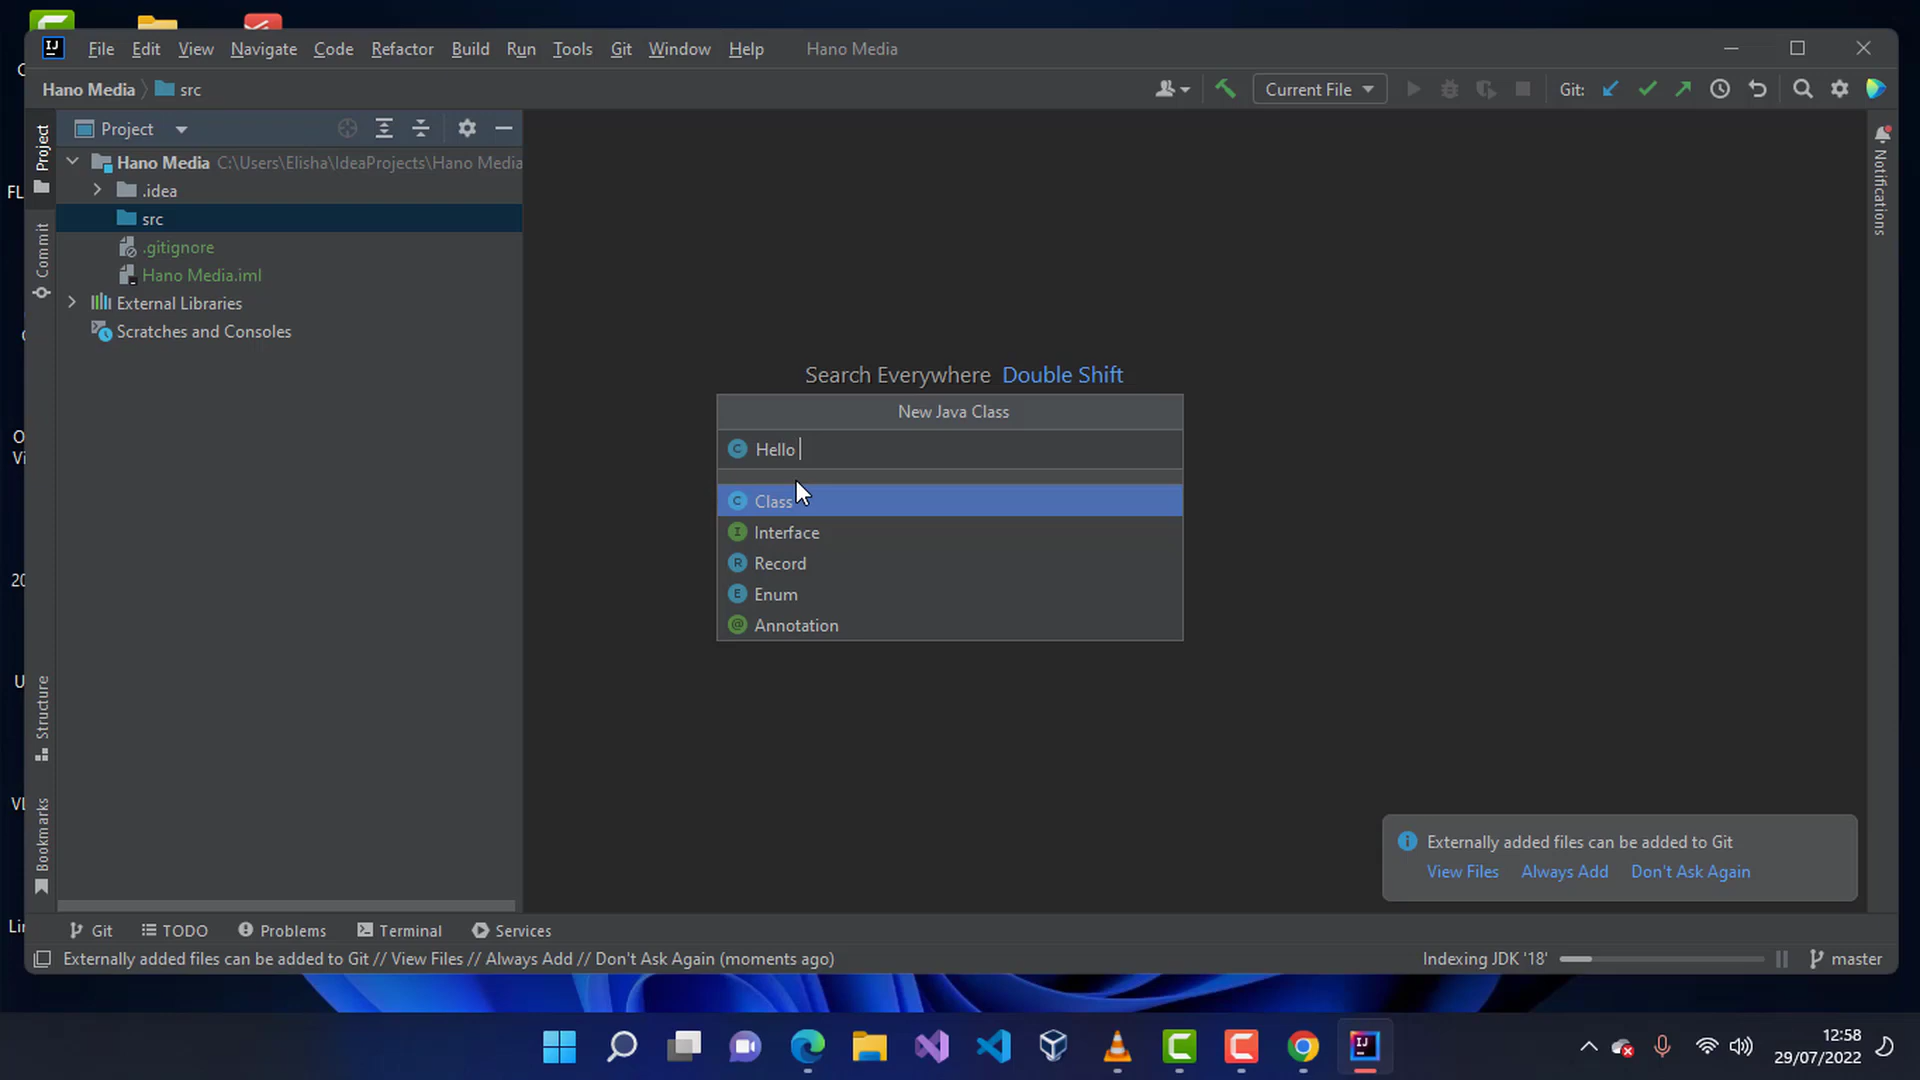 File Edit View Navigate Code Refactor Build Run Tools Git Window Help Hano Media
Hano Media src
Current File Git:
Project
Project
Hano Media C:\Users\Elisha\IdeaProjects\Hano Media
.idea
src
.gitignore
Hano Media.iml
External Libraries
Scratches and Consoles
Commit
Structure
Bookmarks
Notifications
Search Everywhere Double Shift
New Java Class
Hello
Class
Interface
Record
Enum
Annotation
Externally added files can be added to Git
View Files Always Add Don't Ask Again
Git TODO Problems Terminal Services
Externally added files can be added to Git // View Files // Always Add // Don't Ask Again (moments ago)
Indexing JDK '18' master
12:58
29/07/2022